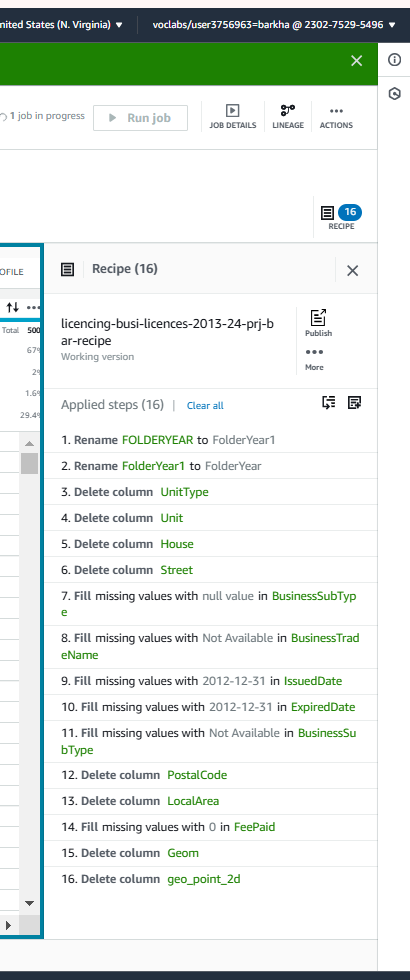 nited States (N. Virginia) ▼
voclabs/user3756963=barkha @ 2302-7529-5496 ▼
1 job in progress
Run job
JOB DETAILS
LINEAGE
ACTIONS
16
RECIPE
OFILE
Total 500
67%
2%
1.6%
29.4%
Recipe (16)
licencing-busi-licences-2013-24-prj-b
ar-recipe
Working version
Publish
More
Applied steps (16) | Clear all
1. Rename FOLDERYEAR to FolderYear1
2. Rename FolderYear1 to FolderYear
3. Delete column UnitType
4. Delete column Unit
5. Delete column House
6. Delete column Street
7. Fill missing values with null value in BusinessSubTyp
e
8. Fill missing values with Not Available in BusinessTrad
eName
9. Fill missing values with 2012-12-31 in IssuedDate
10. Fill missing values with 2012-12-31 in ExpiredDate
11. Fill missing values with Not Available in BusinessSu
bType
12. Delete column PostalCode
13. Delete column LocalArea
14. Fill missing values with 0 in FeePaid
15. Delete column Geom
16. Delete column geo_point_2d